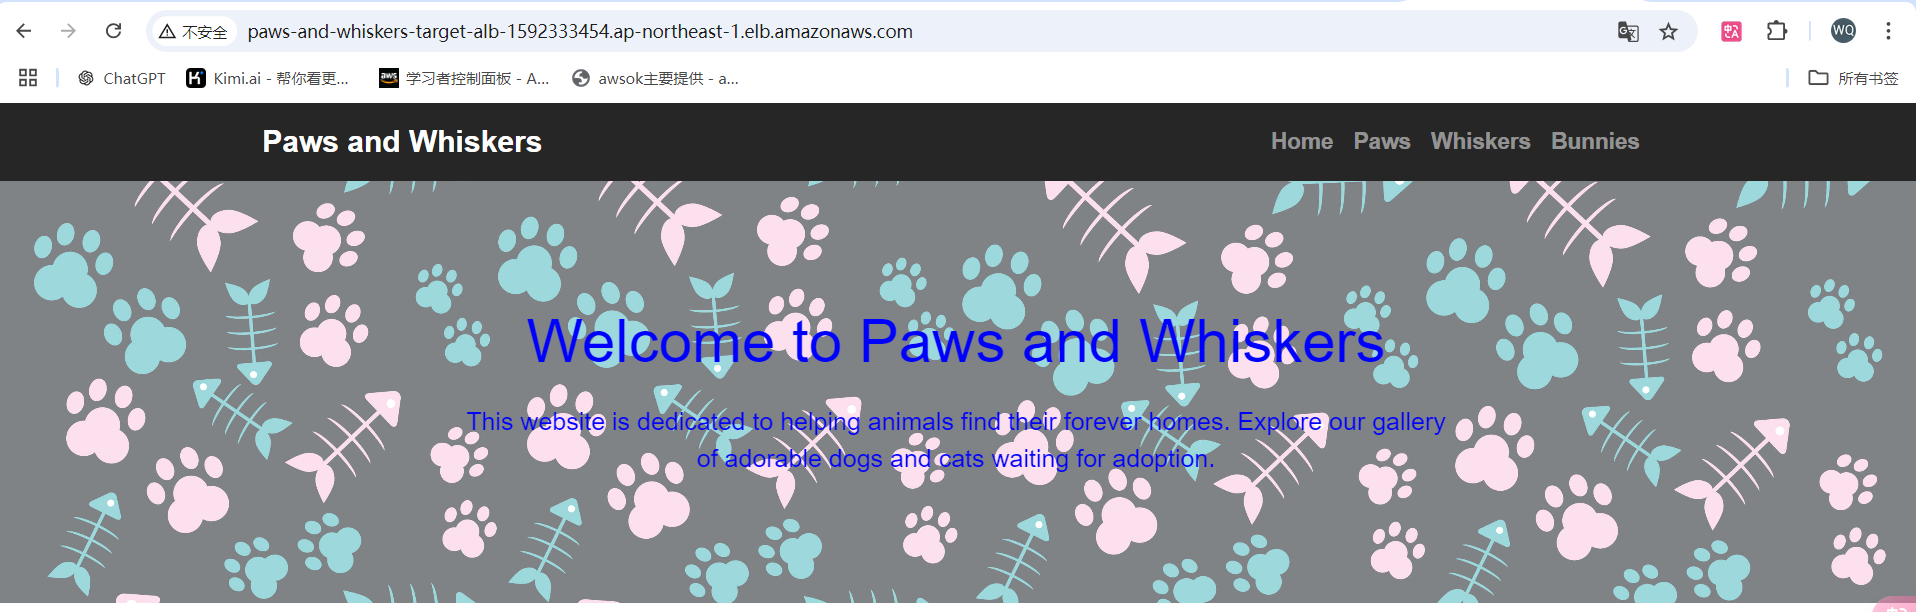 不安全 paws-and-whiskers-target-alb-1592333454.ap-northeast-1.elb.amazonaws.com WQ
ChatGPT Kimi.ai - 帮你看更... aws 学习者控制面板 - A... awsok主要提供 - a... 所有书签
Paws and Whiskers Home Paws Whiskers Bunnies
Welcome to Paws and Whiskers
This website is dedicated to helping animals find their forever homes. Explore our gallery
of adorable dogs and cats waiting for adoption.